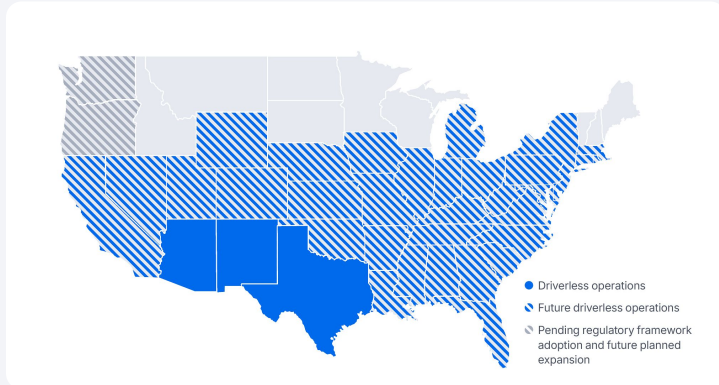 Driverless operations
Future driverless operations
Pending regulatory framework
adoption and future planned
expansion